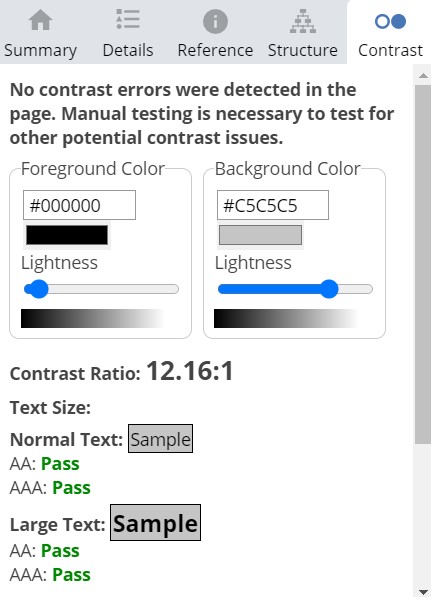 Summary Details Reference Structure Contrast
No contrast errors were detected in the
page. Manual testing is necessary to test for
other potential contrast issues.
Foreground Color Background Color
#000000 #C5C5C5
Lightness Lightness
Contrast Ratio: 12.16:1
Text Size:
Normal Text: Sample
AA: Pass
AAA: Pass
Large Text: Sample
AA: Pass
AAA: Pass